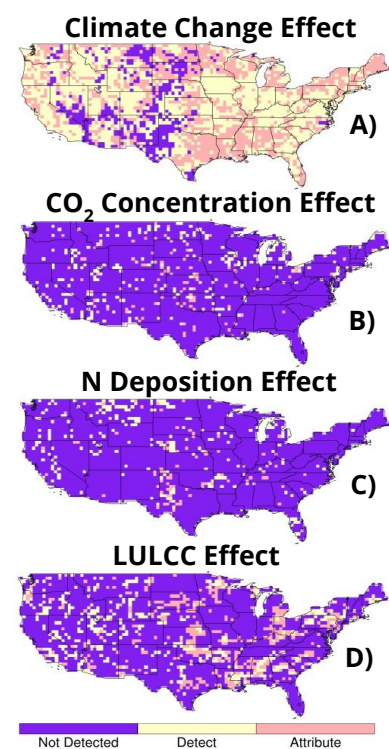 Climate Change Effect
A)
CO₂ Concentration Effect
B)
N Deposition Effect
C)
LULCC Effect
D)
Not Detected Detect Attribute